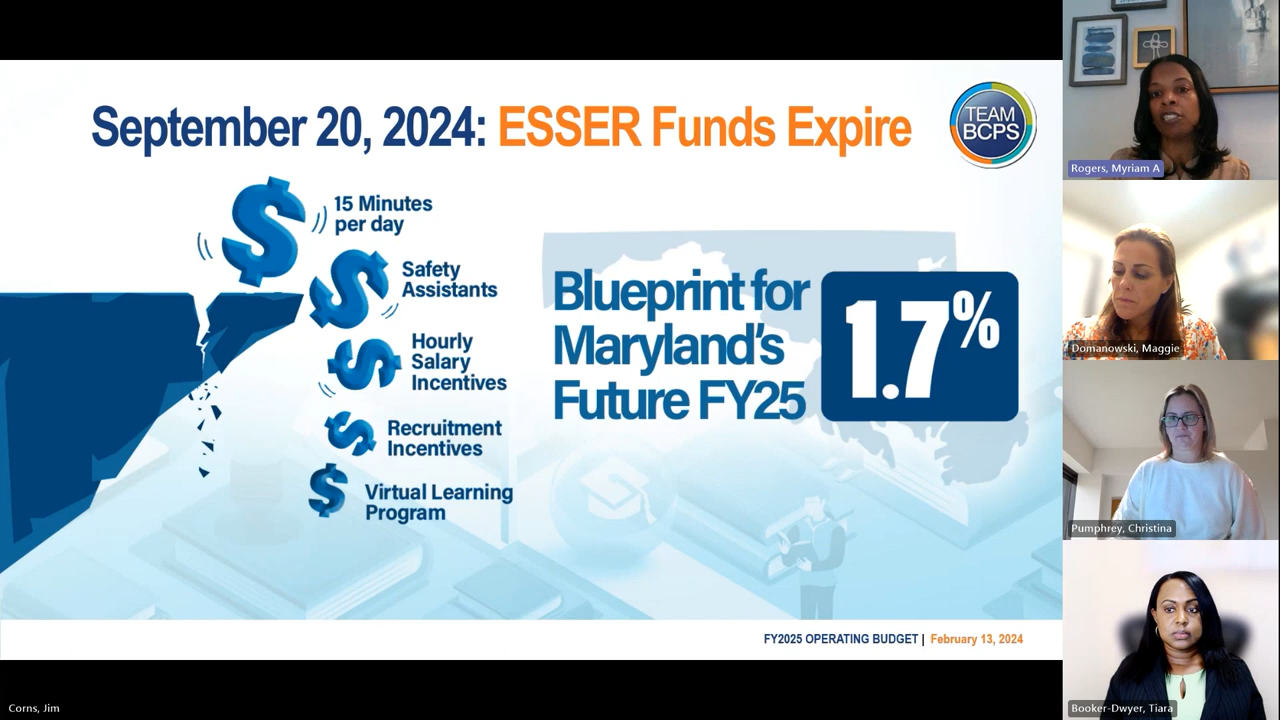 September 20, 2024: ESSER Funds Expire
TEAM
BCPS
15 Minutes
per day
Safety
Assistants
Hourly
Salary
Incentives
Recruitment
Incentives
Virtual Learning
Program
Blueprint for
Maryland's
Future FY25
1.7%
FY2025 OPERATING BUDGET | February 13, 2024
Corns, Jim
Rogers, Myriam A
Domanowski, Maggie
Pumphrey, Christina
Booker-Dwyer, Tiara